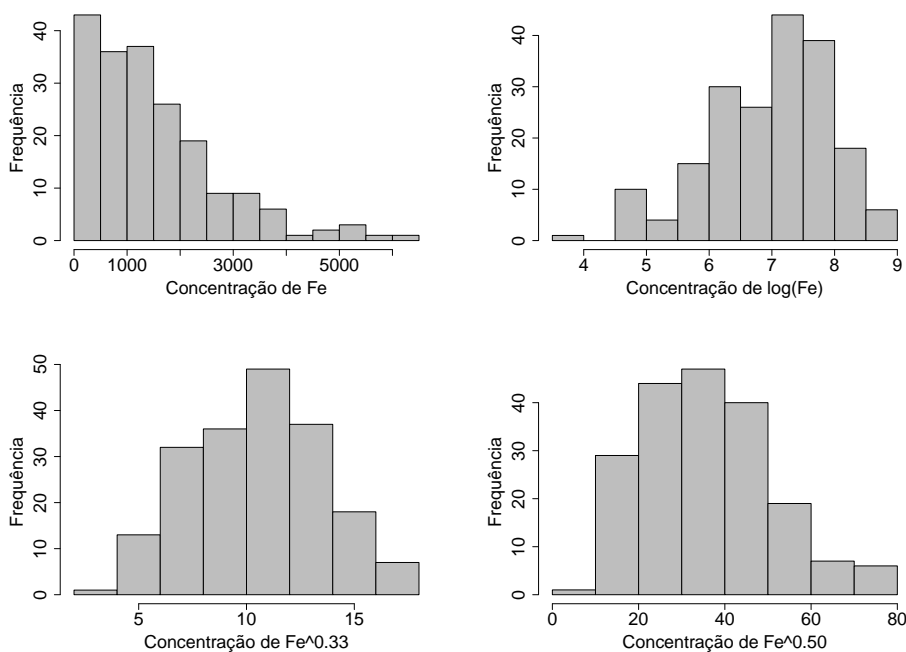 Frequência
0 10 20 30 40
0 1000 3000 5000
Concentração de Fe
Frequência
0 10 20 30 40
4 5 6 7 8 9
Concentração de log(Fe)
Frequência
0 10 20 30 40 50
5 10 15
Concentração de Fe^0.33
Frequência
0 10 20 30 40
0 20 40 60 80
Concentração de Fe^0.50